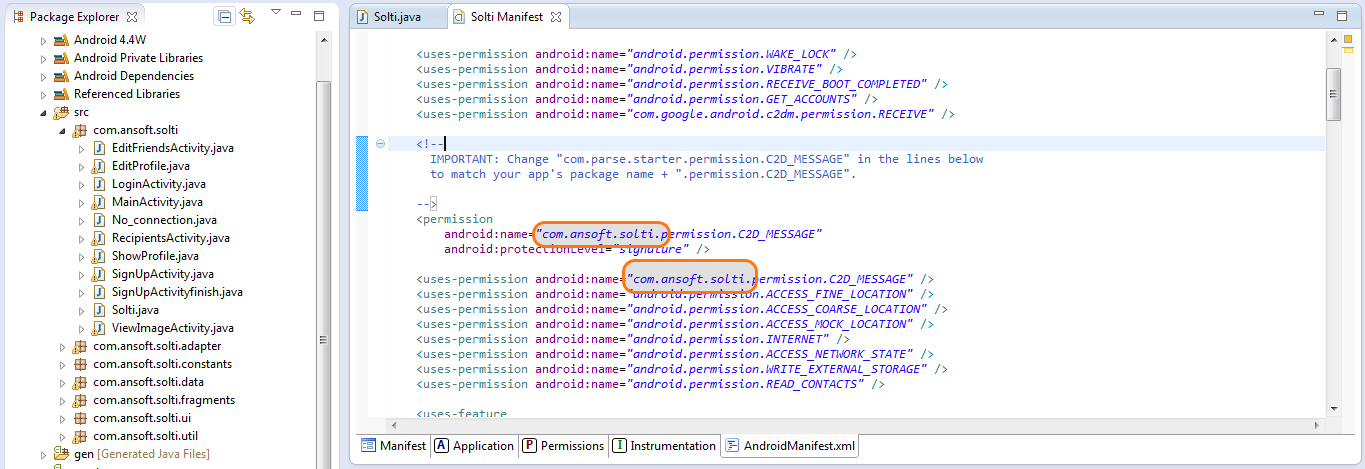 Package Explorer
Android 4.4W
Android Private Libraries
Android Dependencies
Referenced Libraries
src
com.ansoft.solti
EditFriendsActivity.java
EditProfile.java
LoginActivity.java
MainActivity.java
No_connection.java
RecipientsActivity.java
ShowProfile.java
SignUpActivity.java
SignUpActivityfinish.java
Solti.java
ViewImageActivity.java
com.ansoft.solti.adapter
com.ansoft.solti.constants
com.ansoft.solti.data
com.ansoft.solti.fragments
com.ansoft.solti.ui
com.ansoft.solti.util
gen [Generated Java Files]
Solti.java
Solti Manifest
<uses-permission android:name="android.permission.WAKE_LOCK" />
<uses-permission android:name="android.permission.VIBRATE" />
<uses-permission android:name="android.permission.RECEIVE_BOOT_COMPLETED" />
<uses-permission android:name="android.permission.GET_ACCOUNTS" />
<uses-permission android:name="com.google.android.c2dm.permission.RECEIVE" />
<!--
IMPORTANT: Change "com.parse.starter.permission.C2D_MESSAGE" in the lines below
to match your app's package name + ".permission.C2D_MESSAGE".
-->
<permission
android:name="com.ansoft.solti.permission.C2D_MESSAGE"
android:protectionLevel="signature" />
<uses-permission android:name="com.ansoft.solti.permission.C2D_MESSAGE" />
<uses-permission android:name="android.permission.ACCESS_FINE_LOCATION" />
<uses-permission android:name="android.permission.ACCESS_COARSE_LOCATION" />
<uses-permission android:name="android.permission.ACCESS_MOCK_LOCATION" />
<uses-permission android:name="android.permission.INTERNET" />
<uses-permission android:name="android.permission.ACCESS_NETWORK_STATE" />
<uses-permission android:name="android.permission.WRITE_EXTERNAL_STORAGE" />
<uses-permission android:name="android.permission.READ_CONTACTS" />
<uses-feature
Manifest
A Application
P Permissions
I Instrumentation
AndroidManifest.xml